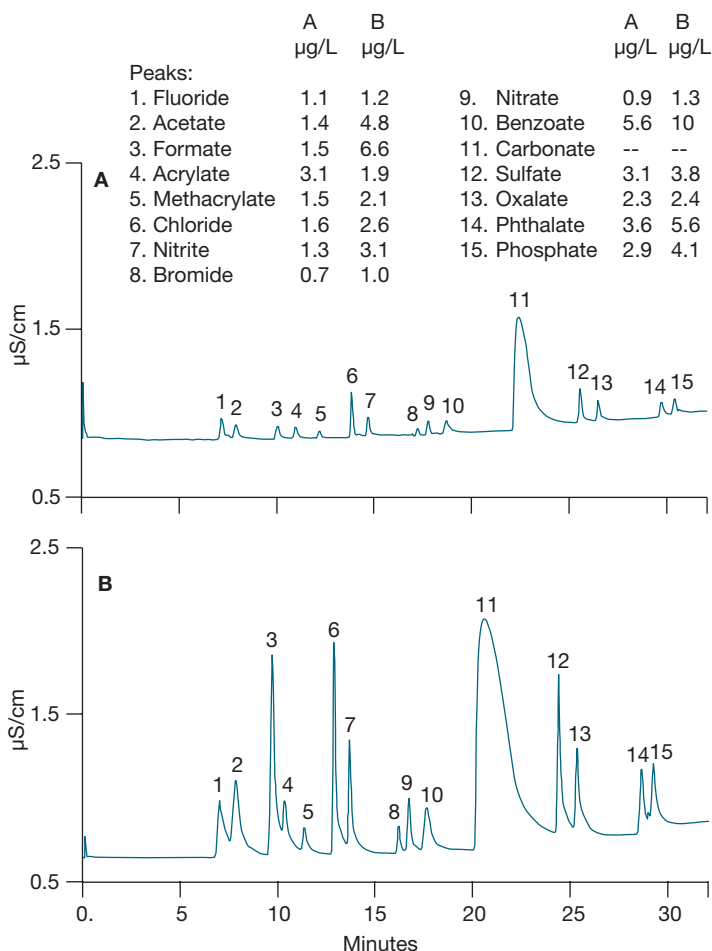 A B A B
µg/L µg/L µg/L µg/L
Peaks:
1. Fluoride 1.1 1.2 9. Nitrate 0.9 1.3
2. Acetate 1.4 4.8 10. Benzoate 5.6 10
3. Formate 1.5 6.6 11. Carbonate -- --
4. Acrylate 3.1 1.9 12. Sulfate 3.1 3.8
5. Methacrylate 1.5 2.1 13. Oxalate 2.3 2.4
6. Chloride 1.6 2.6 14. Phthalate 3.6 5.6
7. Nitrite 1.3 3.1 15. Phosphate 2.9 4.1
8. Bromide 0.7 1.0
2.5
A
1.5
0.5
µS/cm
1 2 3 4 5 6 7 8 9 10 11 12 13 14 15
2.5
B
1.5
0.5
µS/cm
1 2 3 4 5 6 7 8 9 10 11 12 13 14 15
0. 5 10 15 20 25 30
Minutes